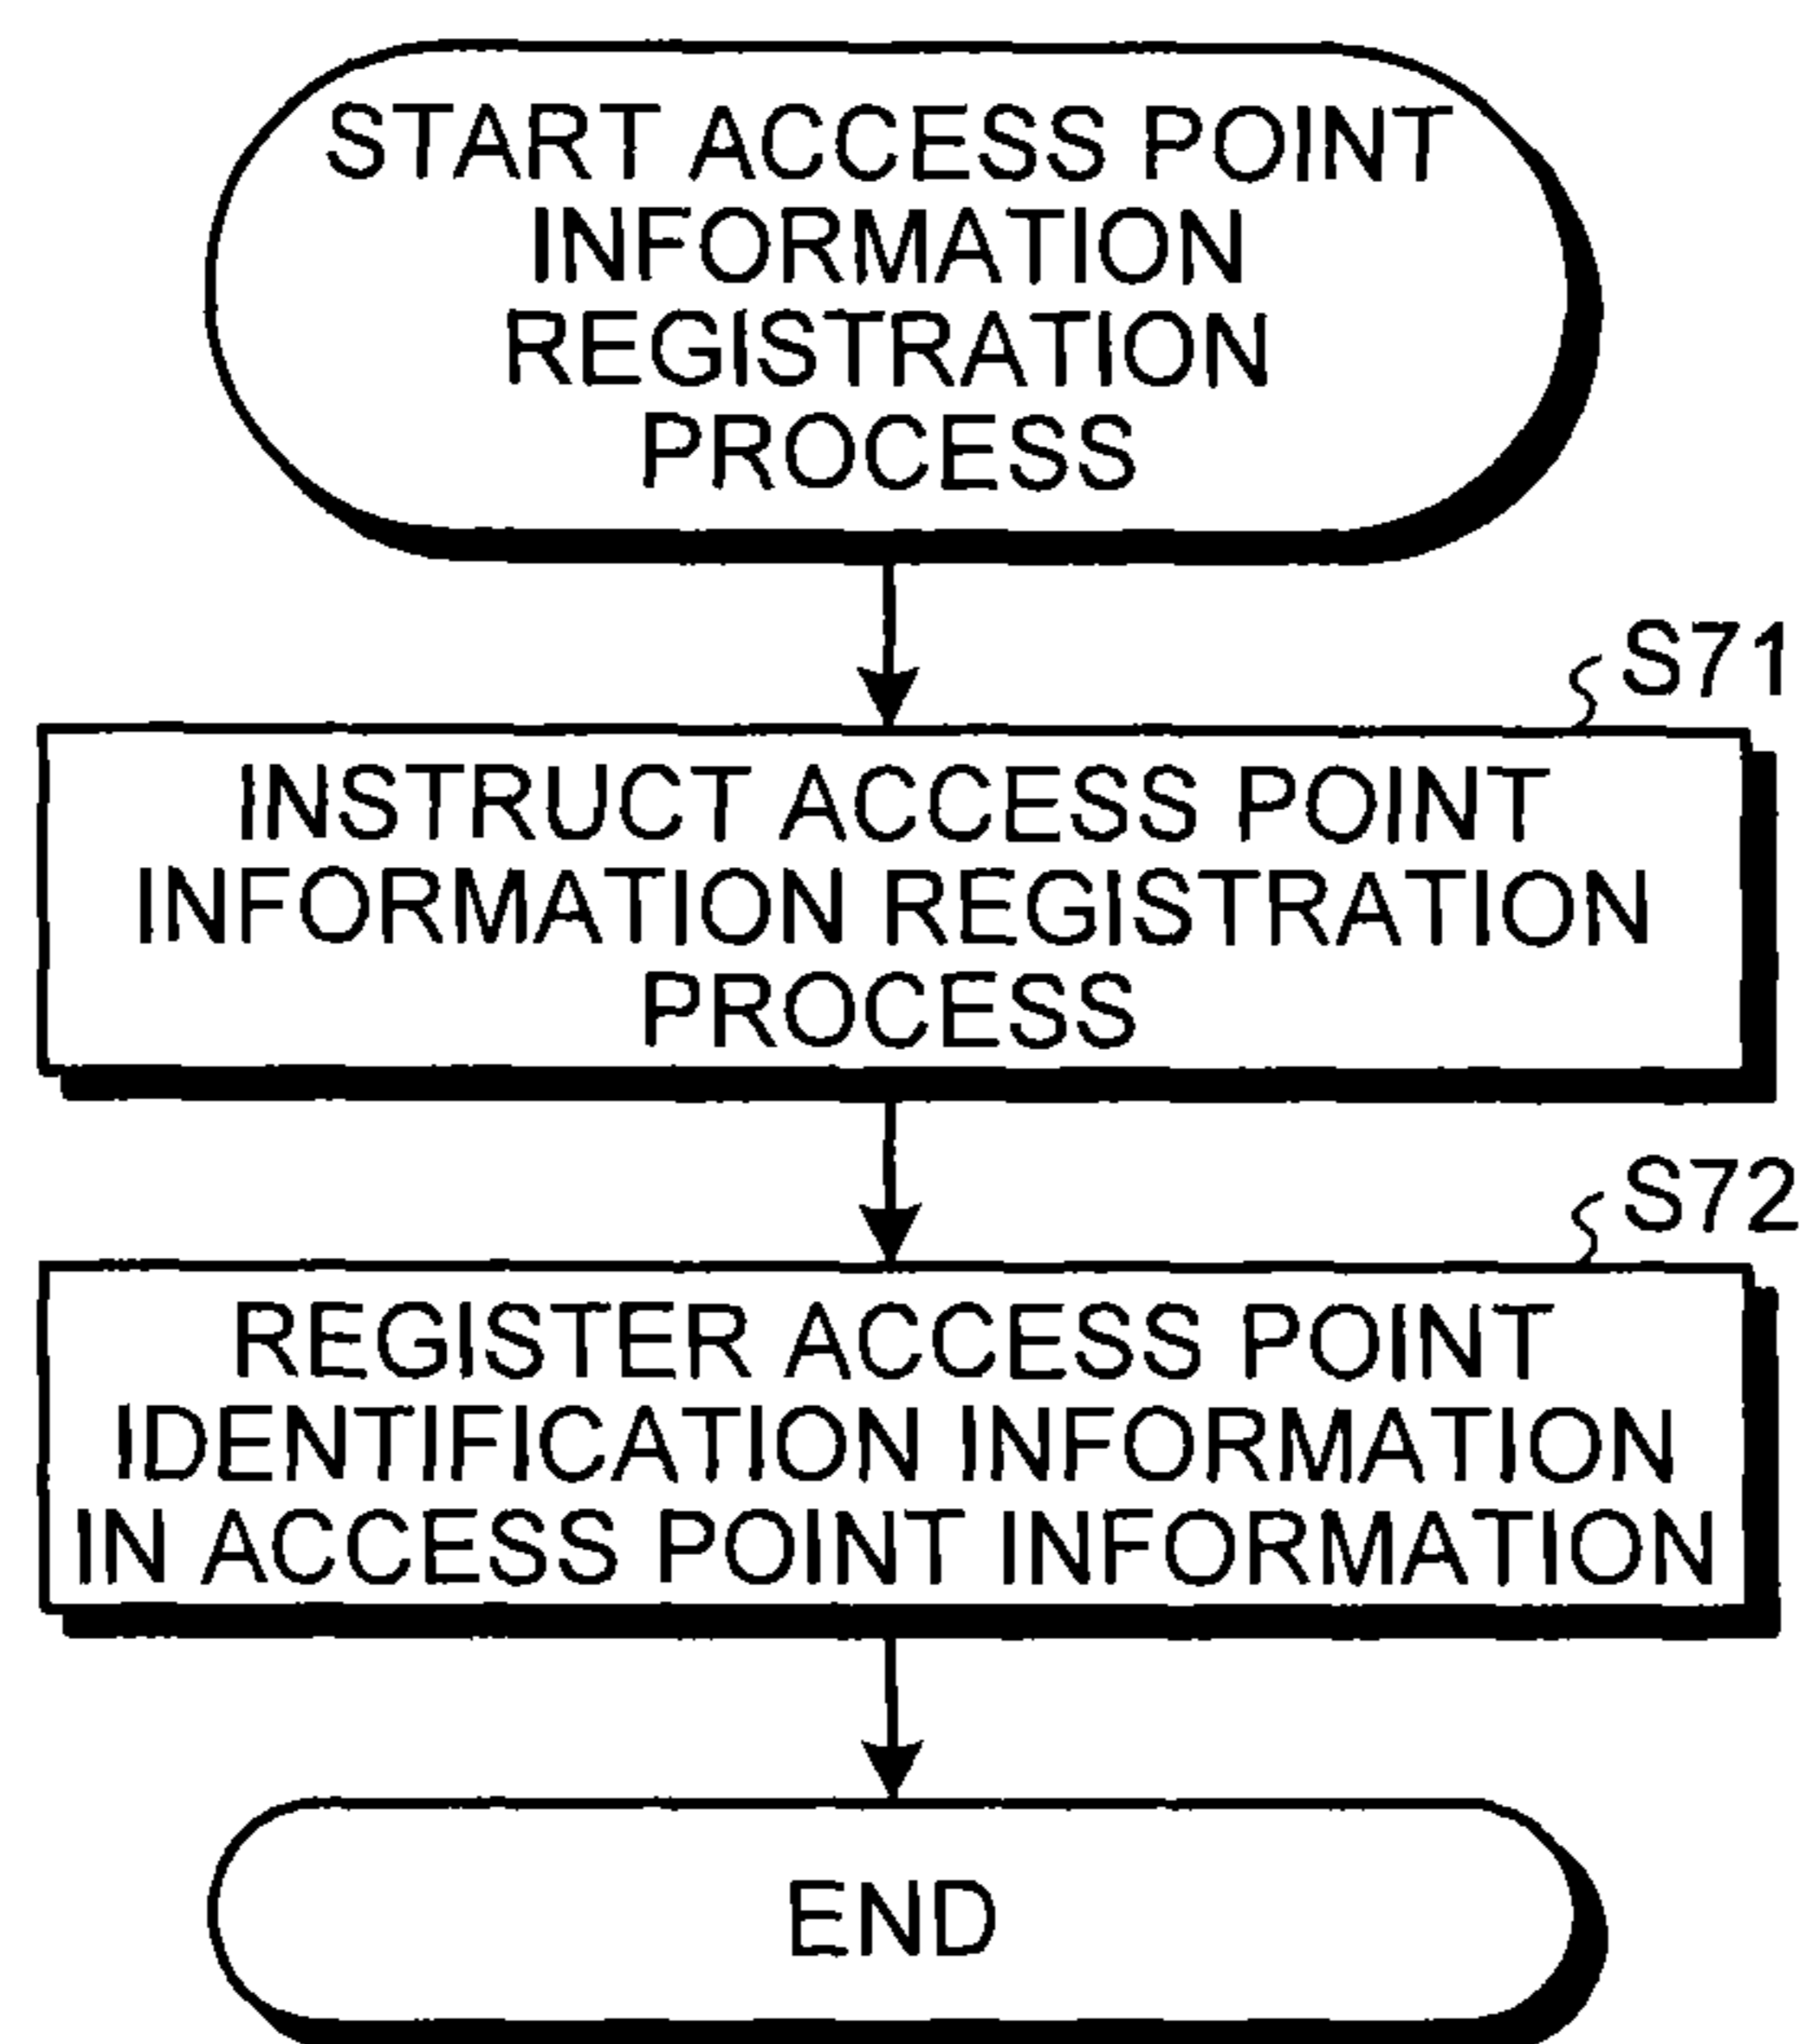 START ACCESS POINT
INFORMATION
REGISTRATION
PROCESS
S71
INSTRUCT ACCESS POINT
INFORMATION REGISTRATION
PROCESS
S72
REGISTER ACCESS POINT
IDENTIFICATION INFORMATION
IN ACCESS POINT INFORMATION
END